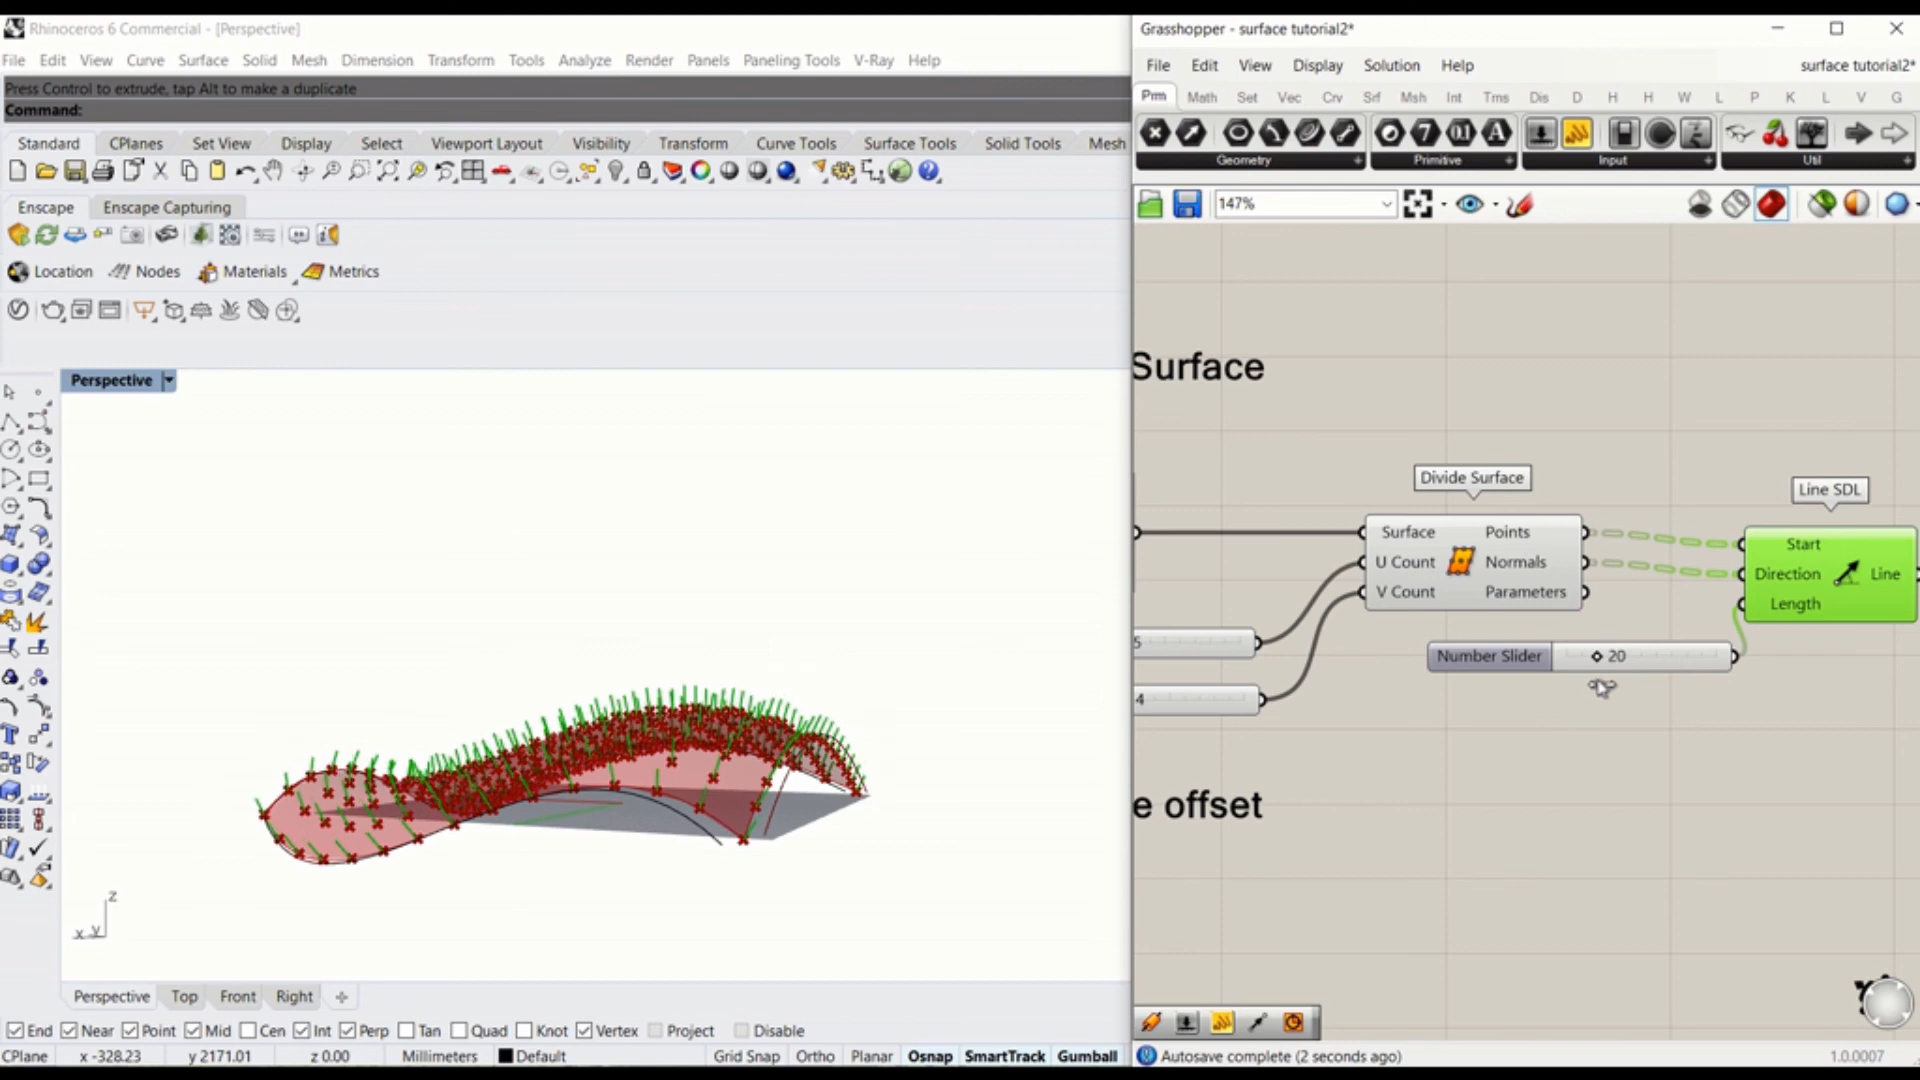 Rhinoceros 6 Commercial - [Perspective]
File Edit View Curve Surface Solid Mesh Dimension Transform Tools Analyze Render Panels Paneling Tools V-Ray Help
Press Control to extrude, tap Alt to make a duplicate
Command:
Standard CPlanes Set View Display Select Viewport Layout Visibility Transform Curve Tools Surface Tools Solid Tools Mesh
Enscape Enscape Capturing
Location Nodes Materials Metrics
Perspective
z
x y
Perspective Top Front Right
End Near Point Mid Cen Int Perp Tan Quad Knot Vertex Project Disable
CPlane x -328.23 y 2171.01 z 0.00 Millimeters Default Grid Snap Ortho Planar Osnap SmartTrack Gumball
Grasshopper - surface tutorial2*
File Edit View Display Solution Help surface tutorial2*
Prm Math Set Vec Crv Srf Msh Int Trns Dis D H H W L P K L V G
Geometry Primitive Input Util
147%
Surface
Divide Surface
Line SDL
Surface Points
U Count Normals
V Count Parameters
Start
Direction Line
Length
5
Number Slider 20
4
e offset
Autosave complete (2 seconds ago) 1.0.0007